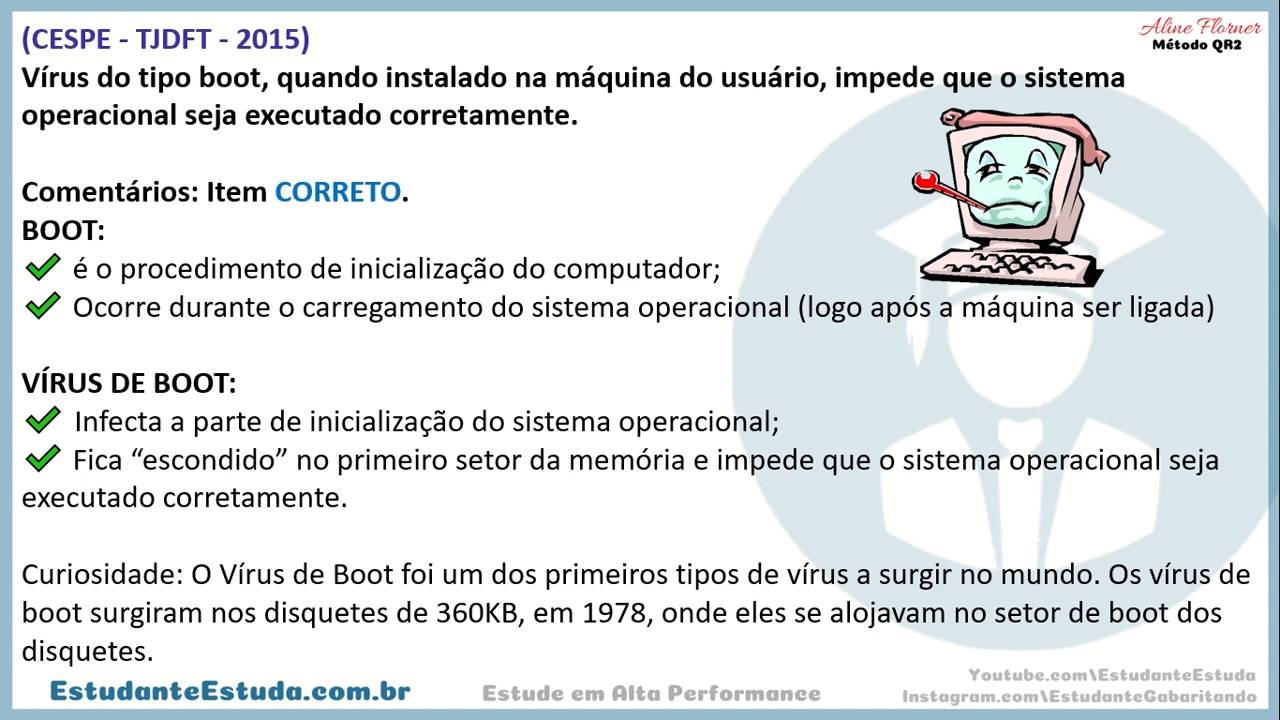 (CESPE - TJDFT - 2015)
Aline Florner
Método QR2
Vírus do tipo boot, quando instalado na máquina do usuário, impede que o sistema
operacional seja executado corretamente.
Comentários: Item CORRETO.
BOOT:
é o procedimento de inicialização do computador;
Ocorre durante o carregamento do sistema operacional (logo após a máquina ser ligada)
VÍRUS DE BOOT:
Infecta a parte de inicialização do sistema operacional;
Fica “escondido” no primeiro setor da memória e impede que o sistema operacional seja
executado corretamente.
Curiosidade: O Vírus de Boot foi um dos primeiros tipos de vírus a surgir no mundo. Os vírus de
boot surgiram nos disquetes de 360KB, em 1978, onde eles se alojavam no setor de boot dos
disquetes.
EstudanteEstuda.com.br
Estude em Alta Performance
Youtube.com\EstudanteEstuda
Instagram.com\EstudanteGabaritando